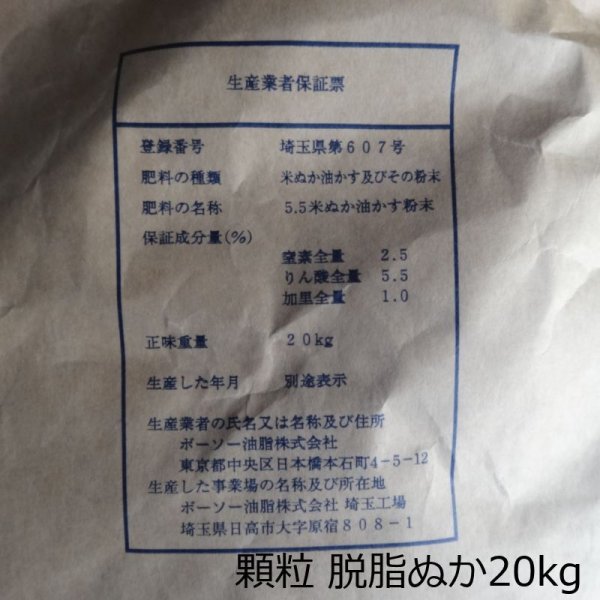 生産業者保証票
登録番号 埼玉県第607号
肥料の種類 米ぬか油かす及びその粉末
肥料の名称 5.5米ぬか油かす粉末
保証成分量(%)
窒素全量 2.5
りん酸全量 5.5
加里全量 1.0
正味重量 20kg
生産した年月 別途表示
生産業者の氏名又は名称及び住所
ボーソー油脂株式会社
東京都中央区日本橋本石町4-5-12
生産した事業場の名称及び所在地
ボーソー油脂株式会社 埼玉工場
埼玉県日高市大字原宿808-1
顆粒 脱脂ぬか20kg